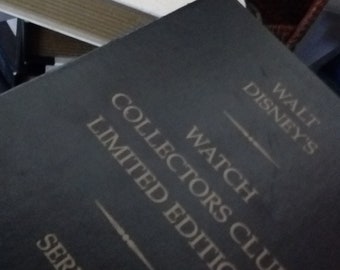 WALT
DISNEY'S
WATCH
COLLECTORS CLUB
LIMITED EDITION